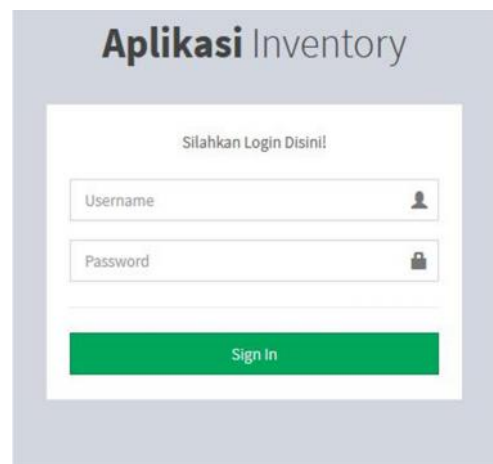 Aplikasi Inventory
Silahkan Login Disini!
Username
Password
Sign In